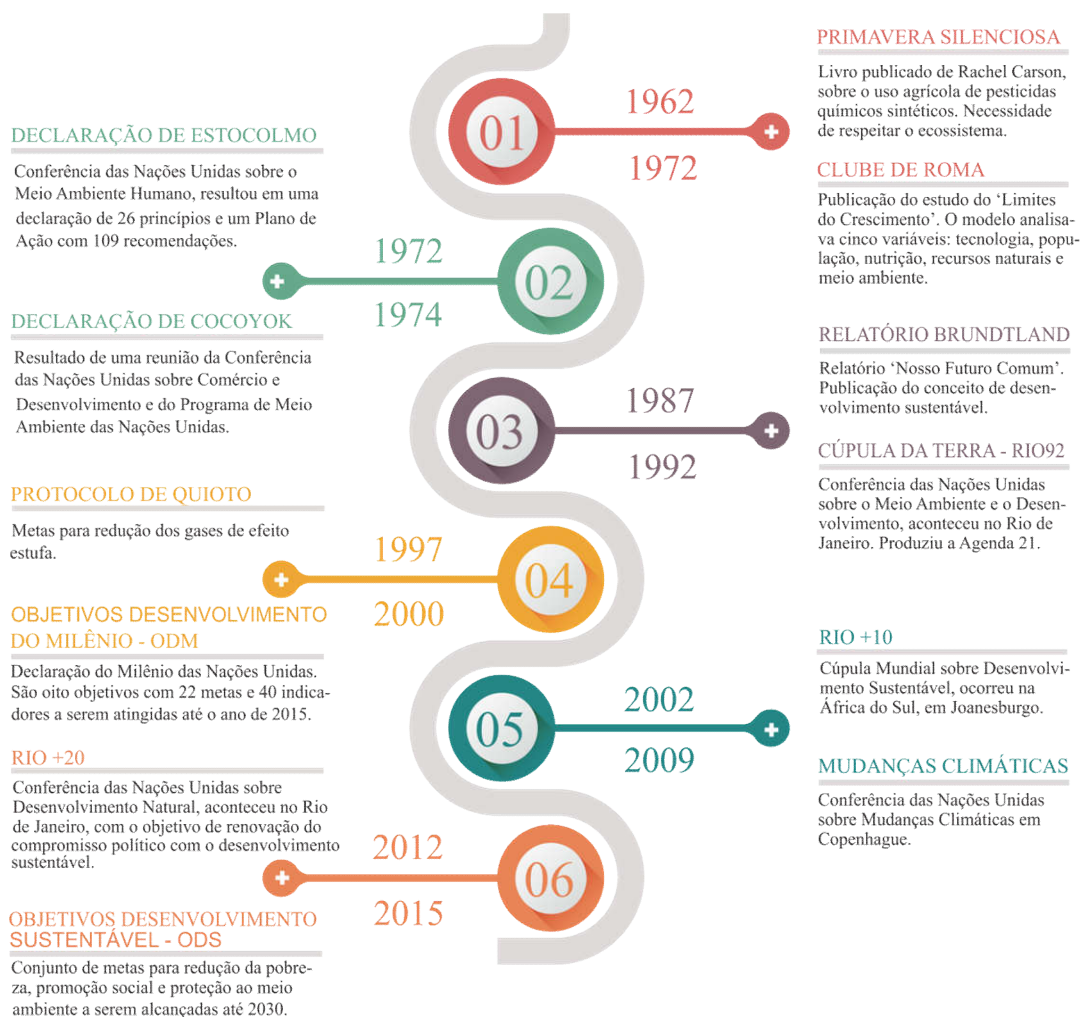 PRIMAVERA SILENCIOSA
Livro publicado de Rachel Carson,
sobre o uso agrícola de pesticidas
químicos sintéticos. Necessidade
de respeitar o ecossistema.
01
1962
1972
CLUBE DE ROMA
Publicação do estudo do ‘Limites
do Crescimento’. O modelo analisa-
va cinco variáveis: tecnologia, popu-
lação, nutrição, recursos naturais e
meio ambiente.
DECLARAÇÃO DE ESTOCOLMO
Conferência das Nações Unidas sobre o
Meio Ambiente Humano, resultou em uma
declaração de 26 princípios e um Plano de
Ação com 109 recomendações.
1972
02
1974
DECLARAÇÃO DE COCOYOK
Resultado de uma reunião da Conferência
das Nações Unidas sobre Comércio e
Desenvolvimento e do Programa de Meio
Ambiente das Nações Unidas.
RELATÓRIO BRUNDTLAND
Relatório ‘Nosso Futuro Comum’.
Publicação do conceito de desen-
volvimento sustentável.
03
1987
1992
CÚPULA DA TERRA - RIO92
Conferência das Nações Unidas
sobre o Meio Ambiente e o Desen-
volvimento, aconteceu no Rio de
Janeiro. Produziu a Agenda 21.
PROTOCOLO DE QUIOTO
Metas para redução dos gases de efeito
estufa.
1997
04
2000
OBJETIVOS DESENVOLVIMENTO
DO MILÊNIO - ODM
Declaração do Milênio das Nações Unidas.
São oito objetivos com 22 metas e 40 indica-
dores a serem atingidas até o ano de 2015.
RIO +10
Cúpula Mundial sobre Desenvolvi-
mento Sustentável, ocorreu na
África do Sul, em Joanesburgo.
05
2002
2009
MUDANÇAS CLIMÁTICAS
Conferência das Nações Unidas
sobre Mudanças Climáticas em
Copenhague.
RIO +20
Conferência das Nações Unidas sobre
Desenvolvimento Natural, aconteceu no Rio
de Janeiro, com o objetivo de renovação do
compromisso político com o desenvolvimento
sustentável.
2012
06
2015
OBJETIVOS DESENVOLVIMENTO
SUSTENTÁVEL - ODS
Conjunto de metas para redução da pobre-
za, promoção social e proteção ao meio
ambiente a serem alcançadas até 2030.